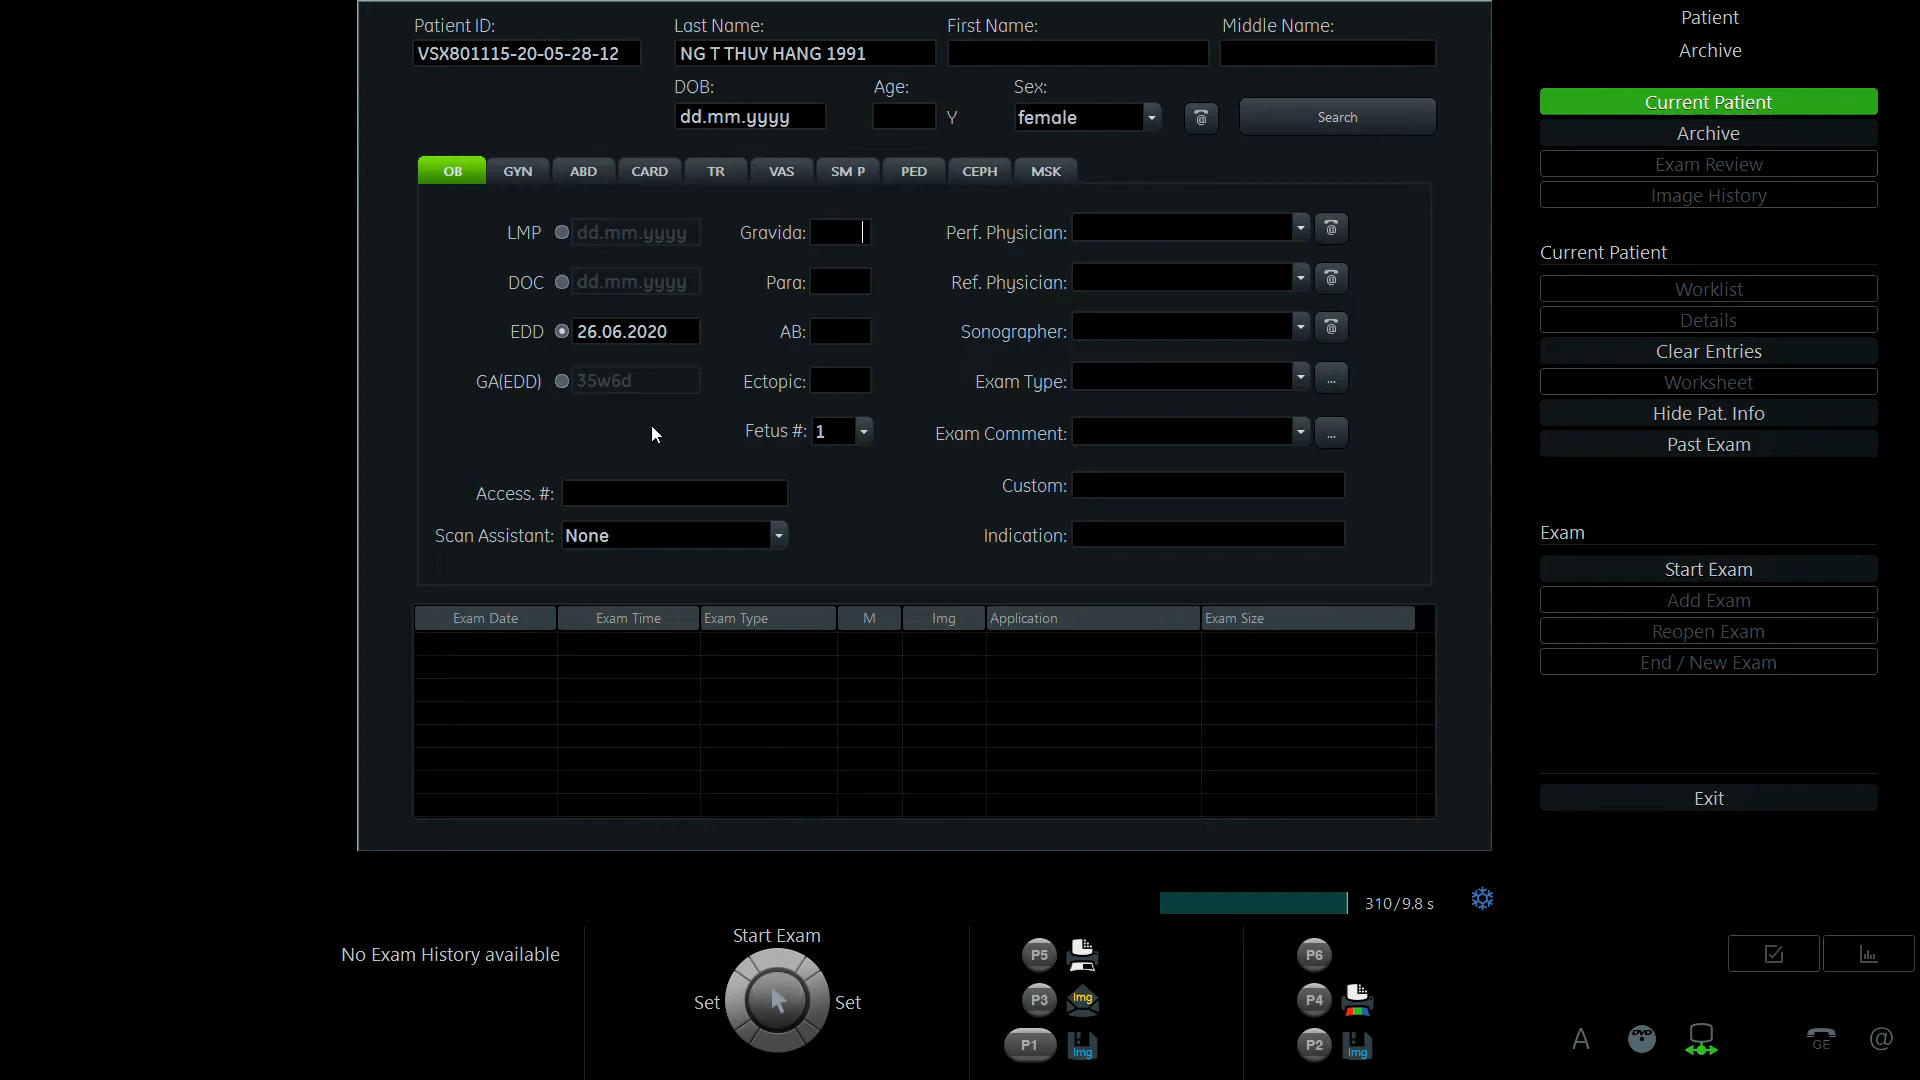 Patient ID: Last Name: First Name: Middle Name:
VSX801115-20-05-28-12 NG T THUY HANG 1991
DOB: Age: Sex:
dd.mm.yyyy Y female @ Search
OB GYN ABD CARD TR VAS SM P PED CEPH MSK
LMP dd.mm.yyyy Gravida: Perf. Physician: @
DOC dd.mm.yyyy Para: Ref. Physician: @
EDD 26.06.2020 AB: Sonographer: @
GA(EDD) 35w6d Ectopic: Exam Type: ...
Fetus #: 1 Exam Comment: ...
Access. #: Custom:
Scan Assistant: None Indication:
Exam Date Exam Time Exam Type M Img Application Exam Size
Patient
Archive
Current Patient
Archive
Exam Review
Image History
Current Patient
Worklist
Details
Clear Entries
Worksheet
Hide Pat. Info
Past Exam
Exam
Start Exam
Add Exam
Reopen Exam
End / New Exam
Exit
310/9.8 s
No Exam History available
Start Exam
Set Set
P5 P6
P3 Img P4
P1 Img P2 Img
A DVD GE @